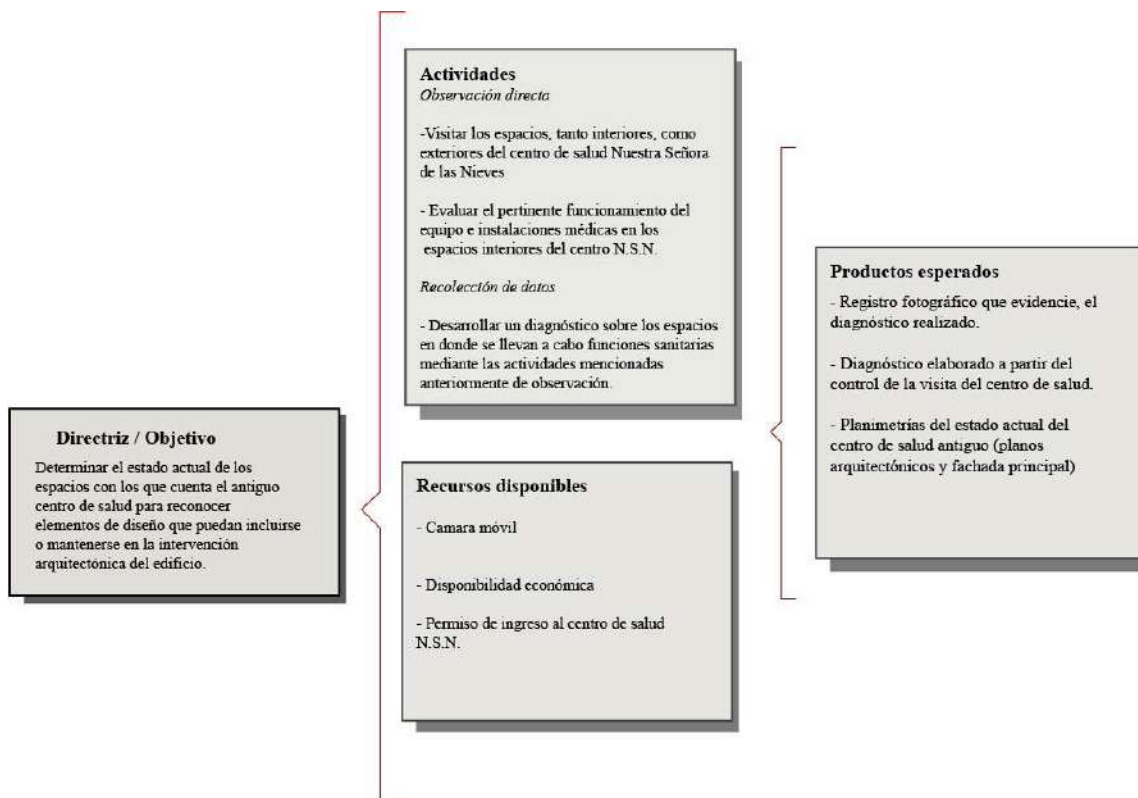 Directriz / Objetivo
Determinar el estado actual de los
espacios con los que cuenta el antiguo
centro de salud para reconocer
elementos de diseño que puedan incluirse
o mantenerse en la intervención
arquitectónica del edificio.
Actividades
Observación directa
-Visitar los espacios, tanto interiores, como
exteriores del centro de salud Nuestra Señora
de las Nieves
- Evaluar el pertinente funcionamiento del
equipo e instalaciones médicas en los
espacios interiores del centro N.S.N.
Recolección de datos
- Desarrollar un diagnóstico sobre los espacios
en donde se llevan a cabo funciones sanitarias
mediante las actividades mencionadas
anteriormente de observación.
Recursos disponibles
- Camara móvil
- Disponibilidad económica
- Permiso de ingreso al centro de salud
N.S.N.
Productos esperados
- Registro fotográfico que evidencie, el
diagnóstico realizado.
- Diagnóstico elaborado a partir del
control de la visita del centro de salud.
- Planimetrías del estado actual del
centro de salud antiguo (planos
arquitectónicos y fachada principal)